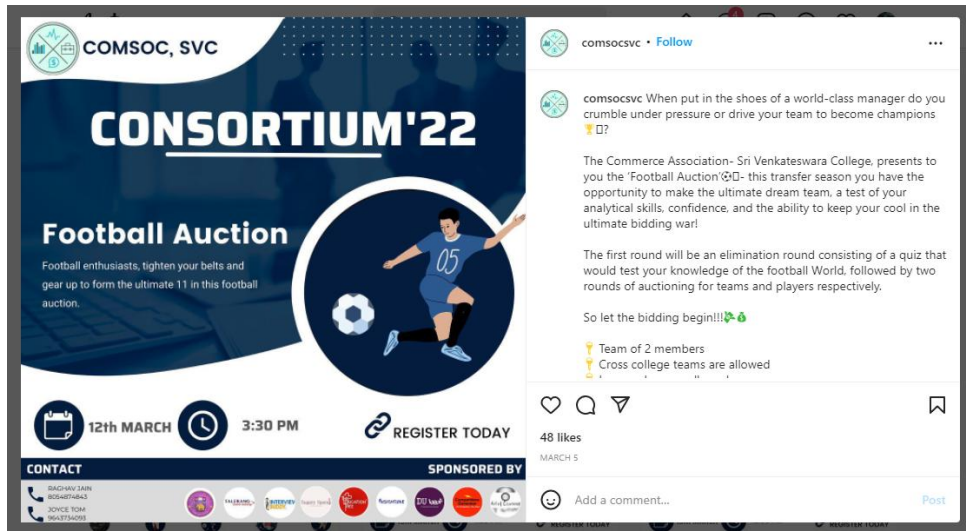 COMSOC, SVC
CONSORTIUM'22
Football Auction
Football enthusiasts, tighten your belts and
gear up to form the ultimate 11 in this football
auction.
05
12th MARCH
3:30 PM
REGISTER TODAY
CONTACT
SPONSORED BY
RAGHAV JAIN
8054874843
JOYCE TOM
9643734093
INTERVIEW
comsocsvc • Follow
comsocsvc When put in the shoes of a world-class manager do you
crumble under pressure or drive your team to become champions
🏆▯?
The Commerce Association- Sri Venkateswara College, presents to
you the 'Football Auction'⚽▯- this transfer season you have the
opportunity to make the ultimate dream team, a test of your
analytical skills, confidence, and the ability to keep your cool in the
ultimate bidding war!
The first round will be an elimination round consisting of a quiz that
would test your knowledge of the football World, followed by two
rounds of auctioning for teams and players respectively.
So let the bidding begin!!!💸💰
Team of 2 members
Cross college teams are allowed
48 likes
MARCH 5
Add a comment...
Post
REGISTER TODAY